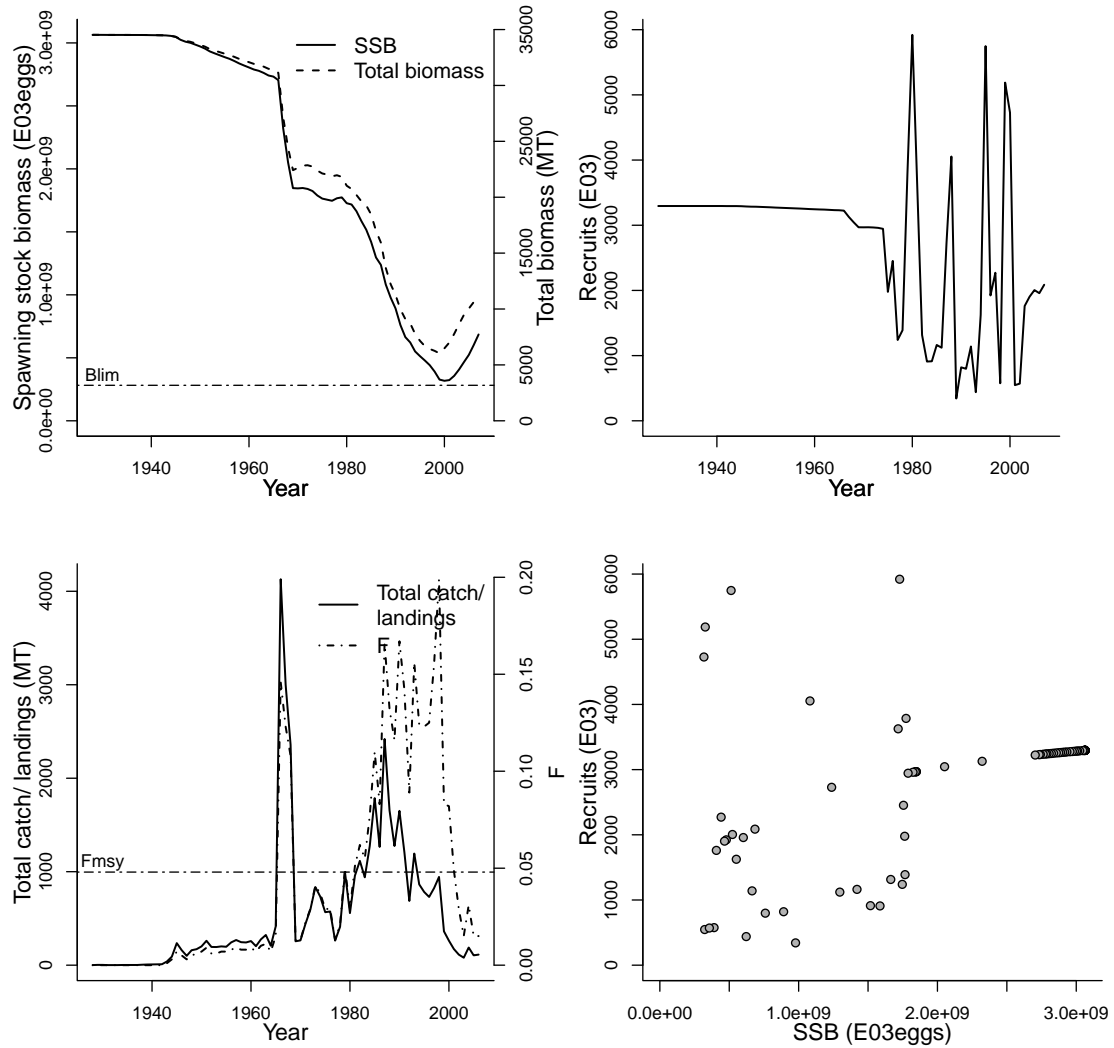 Spawning stock biomass (E03eggs)
0.0e+00 1.0e+09 2.0e+09 3.0e+09
SSB
Total biomass
Blim
Total biomass (MT)
0 5000 15000 25000 35000
1940 1960 1980 2000
Year
Recruits (E03)
0 1000 2000 3000 4000 5000 6000
1940 1960 1980 2000
Year
Total catch/ landings (MT)
0 1000 2000 3000 4000
Total catch/
landings
F
Fmsy
F
0.00 0.05 0.10 0.15 0.20
1940 1960 1980 2000
Year
Recruits (E03)
0 1000 2000 3000 4000 5000 6000
0.0e+00 1.0e+09 2.0e+09 3.0e+09
SSB (E03eggs)